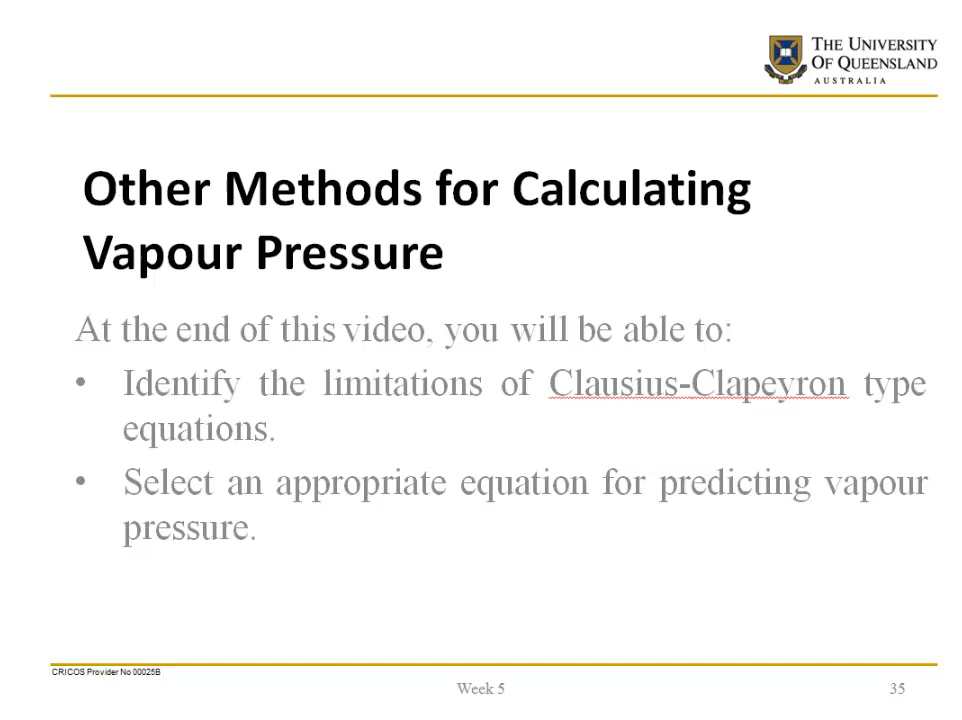 THE UNIVERSITY
OF QUEENSLAND
AUSTRALIA
Other Methods for Calculating
Vapour Pressure
At the end of this video, you will be able to:
• Identify the limitations of Clausius-Clapeyron type
equations.
• Select an appropriate equation for predicting vapour
pressure.
CRICOS Provider No 00025B
Week 5
35